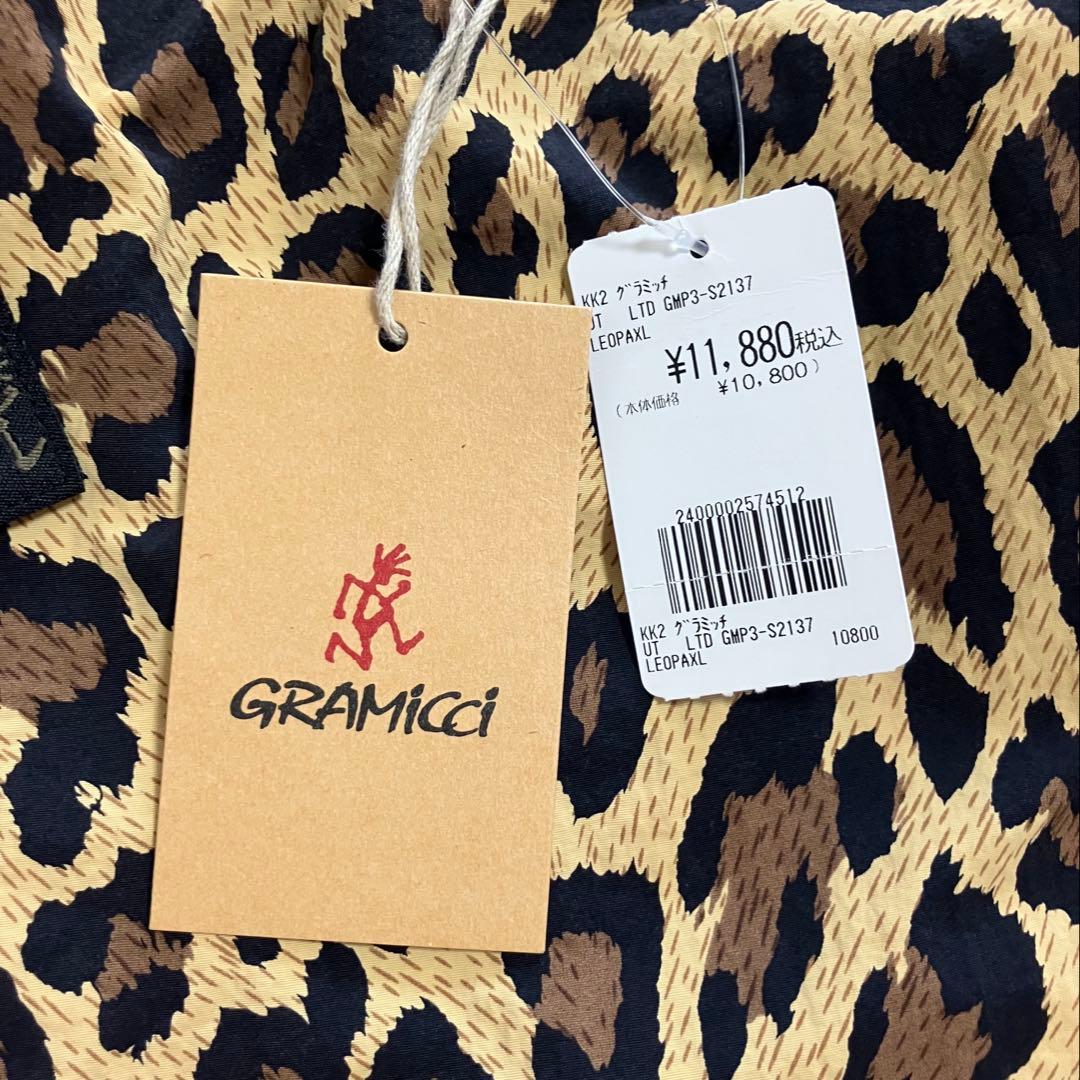 GRAMiCCi
KK2 グラミッチ
UT LTD GMP3-S2137
LEOPAXL
¥11,880税込
(本体価格 ¥10,800)
2400002574512
KK2 グラミッチ
UT LTD GMP3-S2137
LEOPAXL 10800